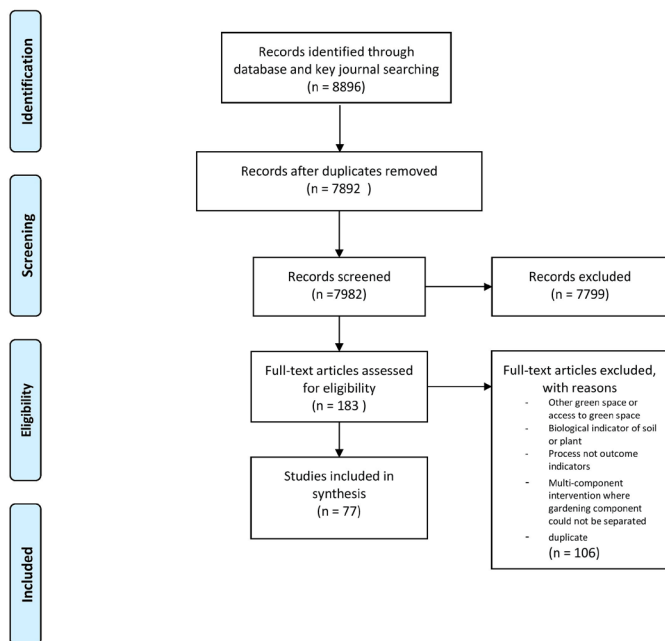 Identification
Records identified through
database and key journal searching
(n = 8896)
Records after duplicates removed
(n = 7892  )
Screening
Records screened
(n =7982)
Records excluded
(n = 7799)
Eligibility
Full-text articles assessed
for eligibility
(n = 183 )
Full-text articles excluded,
with reasons
- Other green space or
access to green space
- Biological indicator of soil
or plant
- Process not outcome
indicators
- Multi-component
intervention where
gardening component
could not be separated
- duplicate
(n = 106)
Studies included in
synthesis
(n = 77)
Included